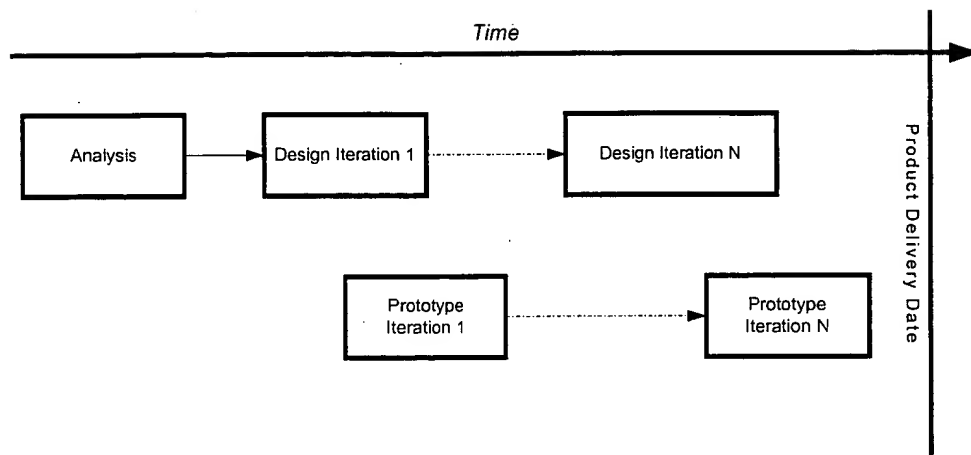 Time
Analysis
Design Iteration 1
Design Iteration N
Product Delivery Date
Prototype
Iteration 1
Prototype
Iteration N